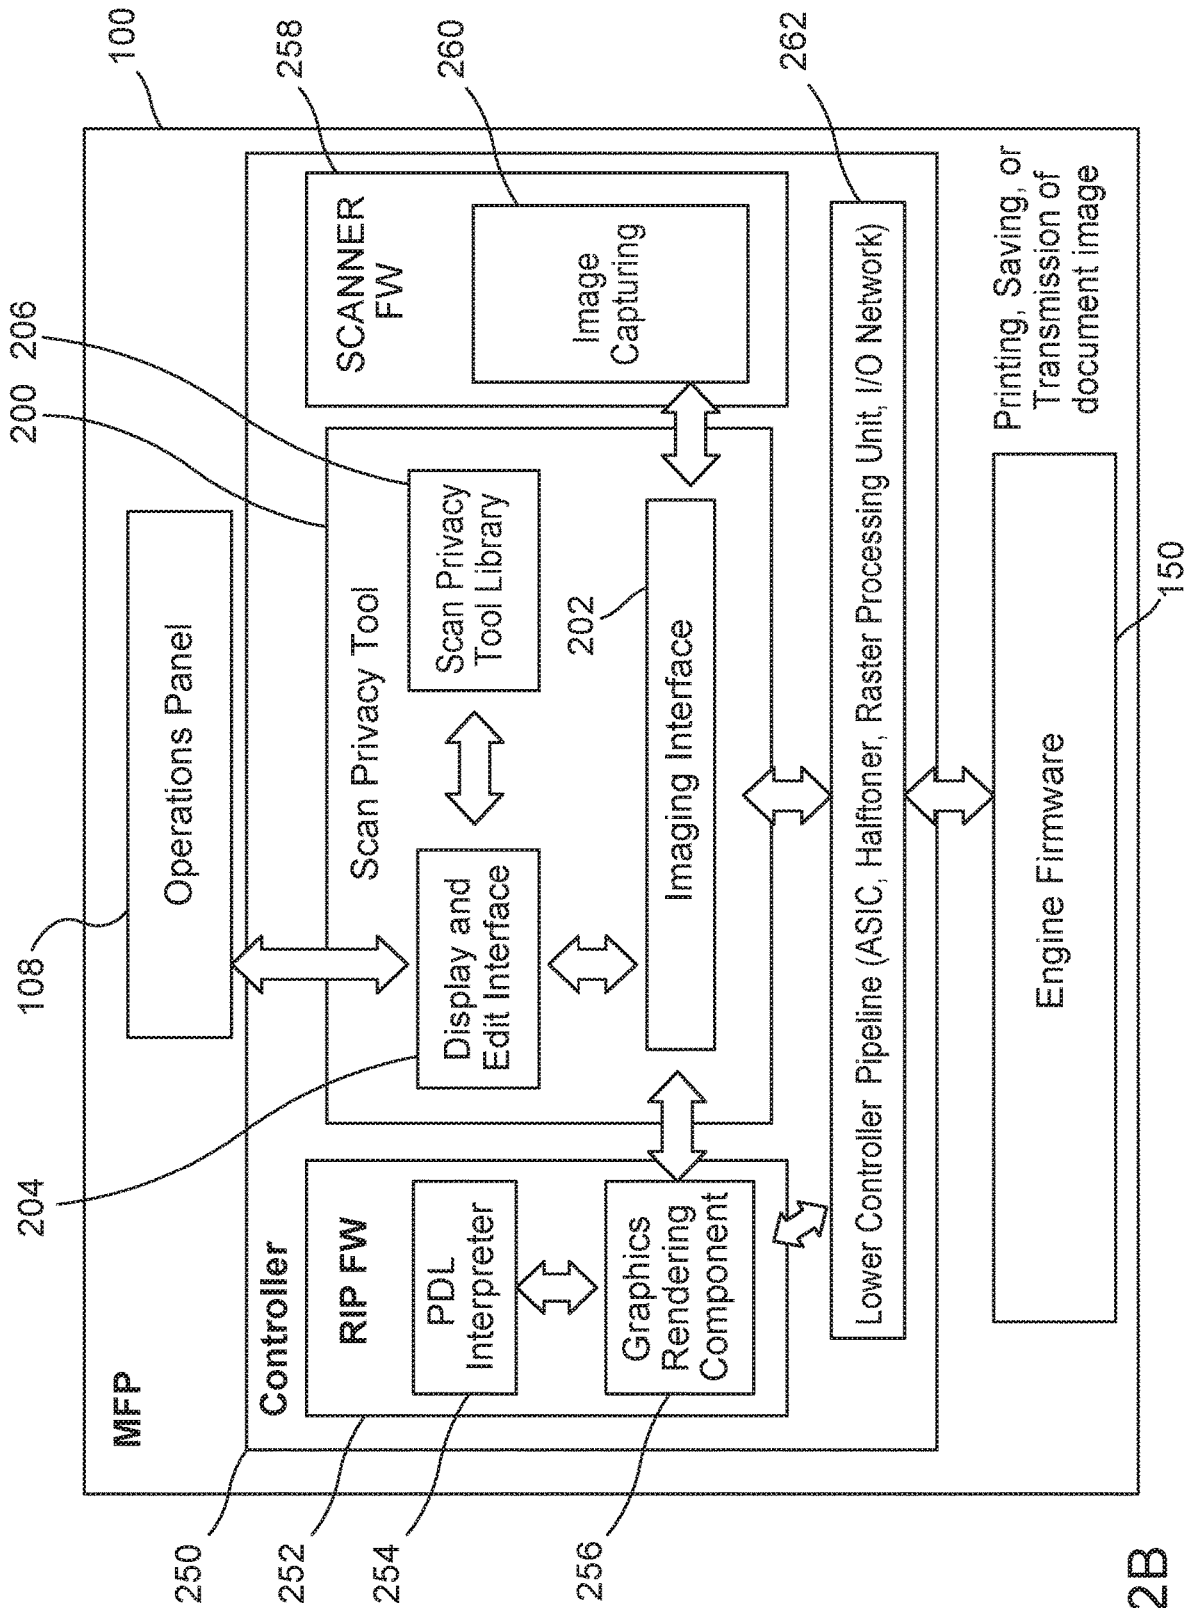 MFP
100
108
Operations Panel
250
Controller
252
RIP FW
254
PDL
Interpreter
256
Graphics
Rendering
Component
200
Scan Privacy Tool
204
Display and
Edit Interface
206
Scan Privacy
Tool Library
202
Imaging Interface
258
SCANNER
FW
260
Image
Capturing
262
Lower Controller Pipeline (ASIC, Halftoner, Raster Processing Unit, I/O Network)
Engine Firmware
150
Printing, Saving, or
Transmission of
document image
2B